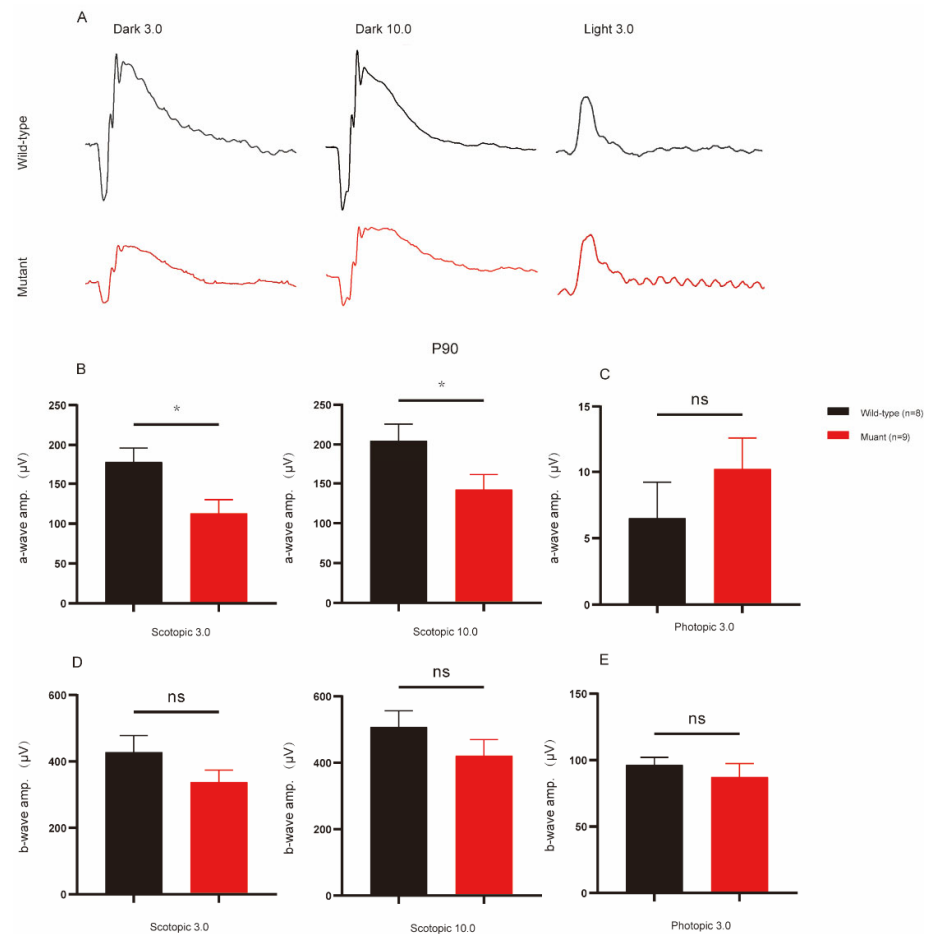 A
Dark 3.0
Dark 10.0
Light 3.0
Wild-type
Mutant
P90
B
C
250
200
150
100
50
0
a-wave amp. （μV）
*
Scotopic 3.0
250
200
150
100
50
0
a-wave amp. （μV）
*
Scotopic 10.0
15
10
5
0
a-wave amp. （μV）
ns
Photopic 3.0
Wild-type (n=8)
Muant (n=9)
D
E
600
400
200
0
b-wave amp. （μV）
ns
Scotopic 3.0
600
400
200
0
b-wave amp. （μV）
ns
Scotopic 10.0
150
100
50
0
b-wave amp. （μV）
ns
Photopic 3.0